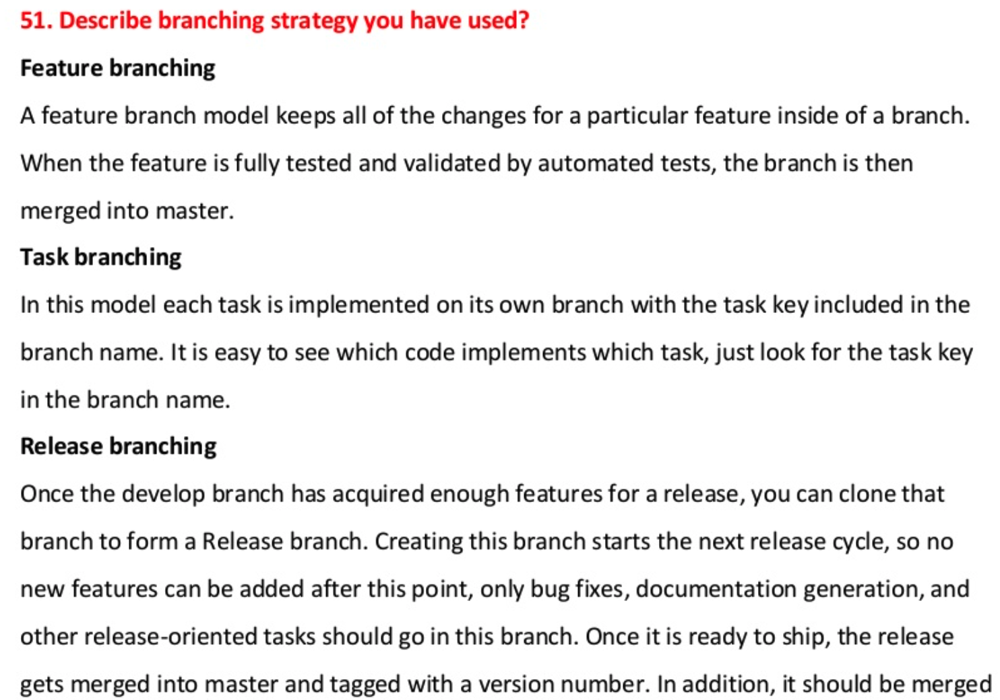 51. Describe branching strategy you have used?
Feature branching
A feature branch model keeps all of the changes for a particular feature inside of a branch.
When the feature is fully tested and validated by automated tests, the branch is then
merged into master.
Task branching
In this model each task is implemented on its own branch with the task key included in the
branch name. It is easy to see which code implements which task, just look for the task key
in the branch name.
Release branching
Once the develop branch has acquired enough features for a release, you can clone that
branch to form a Release branch. Creating this branch starts the next release cycle, so no
new features can be added after this point, only bug fixes, documentation generation, and
other release-oriented tasks should go in this branch. Once it is ready to ship, the release
gets merged into master and tagged with a version number. In addition, it should be merged